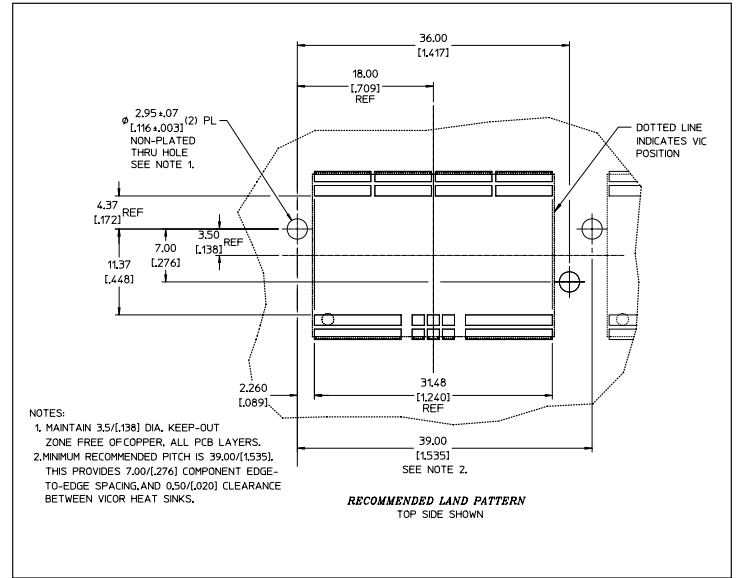 36.00
[1.417]
18.00
[.709]
REF
ø 2.95±.07
[.116±.003] (2) PL
NON-PLATED
THRU HOLE
SEE NOTE 1.
DOTTED LINE
INDICATES VIC
POSITION
4.37
[.172] REF
3.50
[.138] REF
7.00
[.276]
11.37
[.448]
2.260
[.089]
31.48
[1.240]
REF
39.00
[1.535]
SEE NOTE 2.
NOTES:
1. MAINTAIN 3.5/[.138] DIA. KEEP-OUT
ZONE FREE OF COPPER, ALL PCB LAYERS.
2.MINIMUM RECOMMENDED PITCH IS 39.00/[1.535].
THIS PROVIDES 7.00/[.276] COMPONENT EDGE-
TO-EDGE SPACING,AND 0.50/[.020] CLEARANCE
BETWEEN VICOR HEAT SINKS.
RECOMMENDED LAND PATTERN
TOP SIDE SHOWN